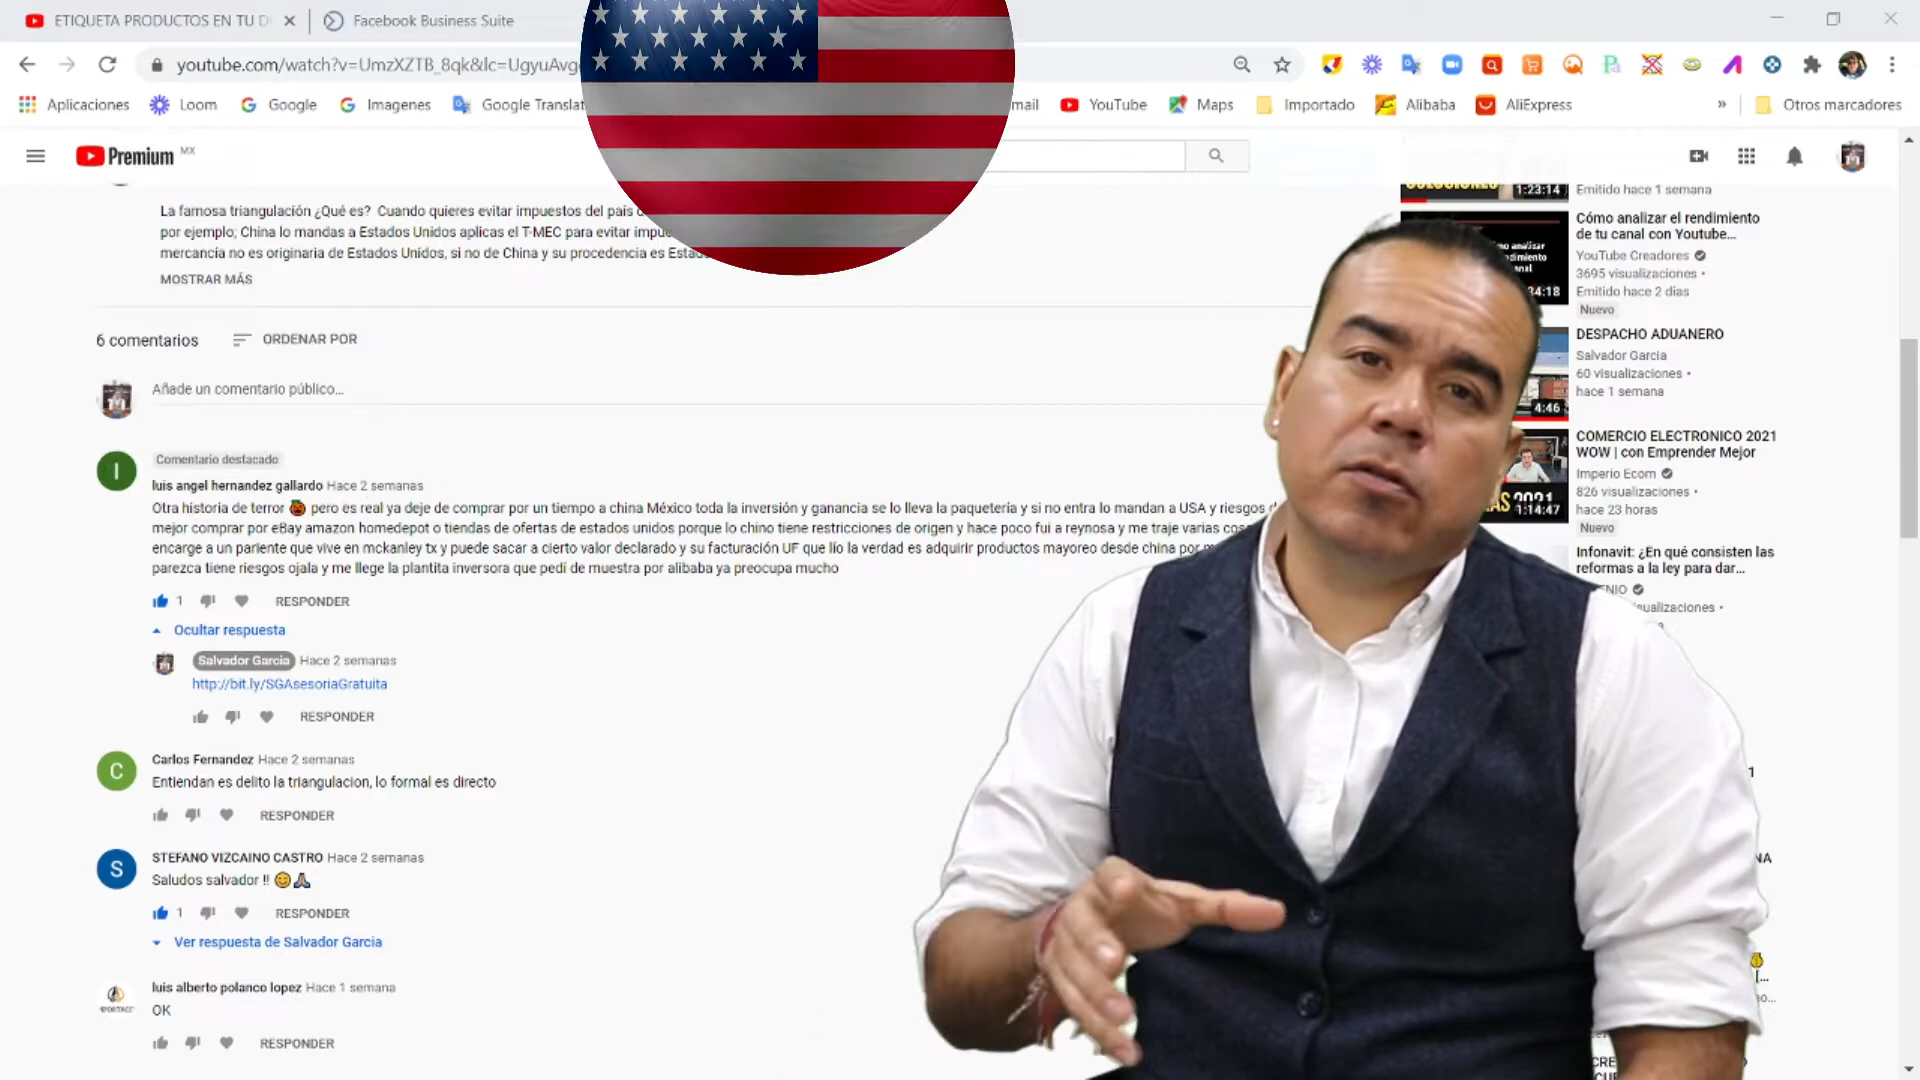 ETIQUETA PRODUCTOS EN TU D
Facebook Business Suite
youtube.com/watch?v=UmzXZTB_8qk&lc=UgyuAvg
Aplicaciones
Loom
Google
Imagenes
Google Translat
mail
YouTube
Maps
Importado
Alibaba
AliExpress
»
Otros marcadores
Premium MX
La famosa triangulación ¿Qué es? Cuando quieres evitar impuestos del país
por ejemplo; China lo mandas a Estados Unidos aplicas el T-MEC para evitar impue
mercancía no es originaria de Estados Unidos, si no de China y su procedencia es Estad
MOSTRAR MÁS
6 comentarios
ORDENAR POR
Añade un comentario público...
I
Comentario destacado
luis angel hernandez gallardo Hace 2 semanas
Otra historia de terror 🎃 pero es real ya deje de comprar por un tiempo a china México toda la inversión y ganancia se lo lleva la paquetería y si no entra lo mandan a USA y riesgos
mejor comprar por eBay amazon homedepot o tiendas de ofertas de estados unidos porque lo chino tiene restricciones de origen y hace poco fui a reynosa y me traje varias cos
encarge a un pariente que vive en mckanley tx y puede sacar a cierto valor declarado y su facturación UF que lío la verdad es adquirir productos mayoreo desde china por
parezca tiene riesgos ojala y me llege la plantita inversora que pedí de muestra por alibaba ya preocupa mucho
1
RESPONDER
Ocultar respuesta
Salvador Garcia Hace 2 semanas
http://bit.ly/SGAsesoriaGratuita
RESPONDER
C
Carlos Fernandez Hace 2 semanas
Entiendan es delito la triangulacion, lo formal es directo
RESPONDER
S
STEFANO VIZCAINO CASTRO Hace 2 semanas
Saludos salvador !! 😊🙏
1
RESPONDER
Ver respuesta de Salvador Garcia
luis alberto polanco lopez Hace 1 semana
OK
RESPONDER
1:23:14
Emitido hace 1 semana
Cómo analizar el rendimiento
de tu canal con Youtube...
YouTube Creadores
3695 visualizaciones •
Emitido hace 2 días
Nuevo
34:18
DESPACHO ADUANERO
Salvador Garcia
60 visualizaciones •
hace 1 semana
4:46
COMERCIO ELECTRONICO 2021
WOW | con Emprender Mejor
Imperio Ecom
826 visualizaciones •
hace 23 horas
Nuevo
2021
1:14:47
Infonavit: ¿En qué consisten las
reformas a la ley para dar...
NIO
sualizaciones •